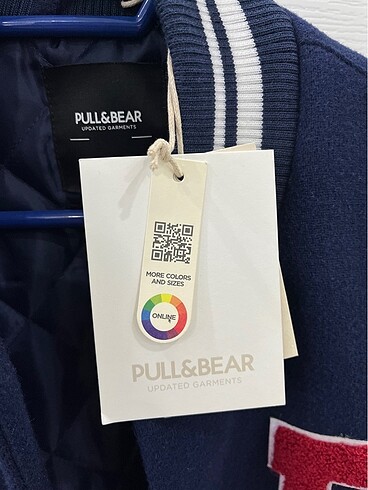 PULL&BEAR
UPDATED GARMENTS
MORE COLORS
AND SIZES
ONLINE
PULL&BEAR
UPDATED GARMENTS